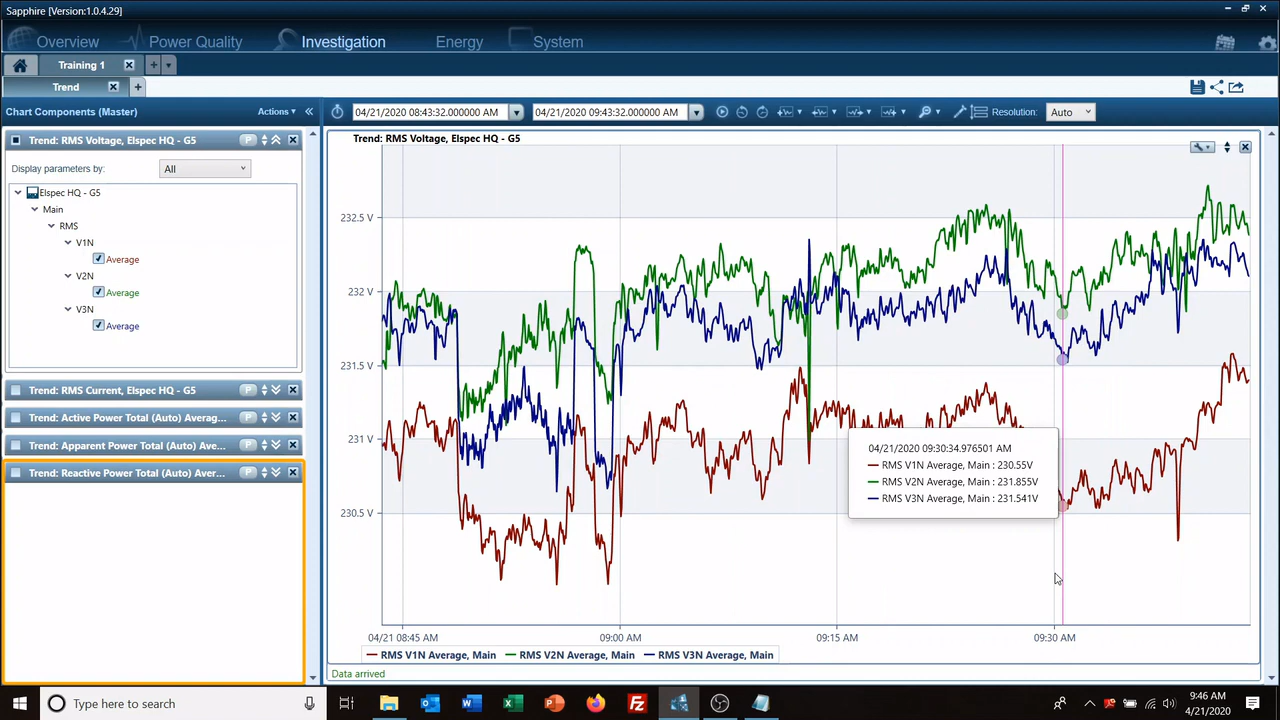 Sapphire [Version:1.0.4.29]
Overview Power Quality Investigation Energy System
Training 1
Trend
Chart Components (Master) Actions
04/21/2020 08:43:32.000000 AM 04/21/2020 09:43:32.000000 AM Resolution: Auto
Trend: RMS Voltage, Elspec HQ - G5 P
Display parameters by: All
Elspec HQ - G5
Main
RMS
V1N
Average
V2N
Average
V3N
Average
Trend: RMS Current, Elspec HQ - G5 P
Trend: Active Power Total (Auto) Averag... P
Trend: Apparent Power Total (Auto) Ave... P
Trend: Reactive Power Total (Auto) Aver... P
Trend: RMS Voltage, Elspec HQ - G5
232.5 V
232 V
231.5 V
231 V
230.5 V
04/21/2020 09:30:34.976501 AM
RMS V1N Average, Main : 230.55V
RMS V2N Average, Main : 231.855V
RMS V3N Average, Main : 231.541V
04/21 08:45 AM 09:00 AM 09:15 AM 09:30 AM
RMS V1N Average, Main RMS V2N Average, Main RMS V3N Average, Main
Data arrived
Type here to search
9:46 AM
4/21/2020